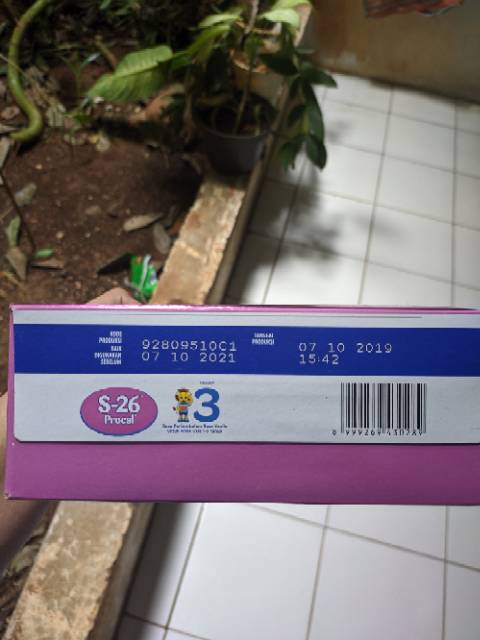 KODE
PRODUKSI
BAIK
DIGUNAKAN
SEBELUM
92809510C1
07 10 2021
TANGGAL
PRODUKSI
07 10 2019
15:42
S-26
Procal
3